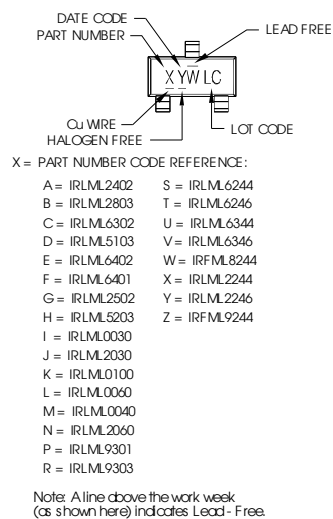 DATE CODE
PART NUMBER
LEAD FREE
X Y W LC
Cu WIRE
HALOGEN FREE
LOT CODE
X = PART NUMBER CODE REFERENCE:
A = IRLML2402 S = IRLML6244
B = IRLML2803 T = IRLML6246
C = IRLML6302 U = IRLML6344
D = IRLML5103 V = IRLML6346
E = IRLML6402 W = IRFML8244
F = IRLML6401 X = IRLML2244
G = IRLML2502 Y = IRLML2246
H = IRLML5203 Z = IRFML9244
I = IRLML0030
J = IRLML2030
K = IRLML0100
L = IRLML0060
M = IRLML0040
N = IRLML2060
P = IRLML9301
R = IRLML9303
Note: A line above the work week
(as shown here) indicates Lead - Free.